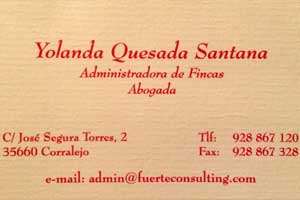 Yolanda Quesada Santana
Administradora de Fincas
Abogada
C/ José Segura Torres, 2 Tlf: 928 867 120
35660 Corralejo Fax: 928 867 328
e-mail: admin@fuerteconsulting.com